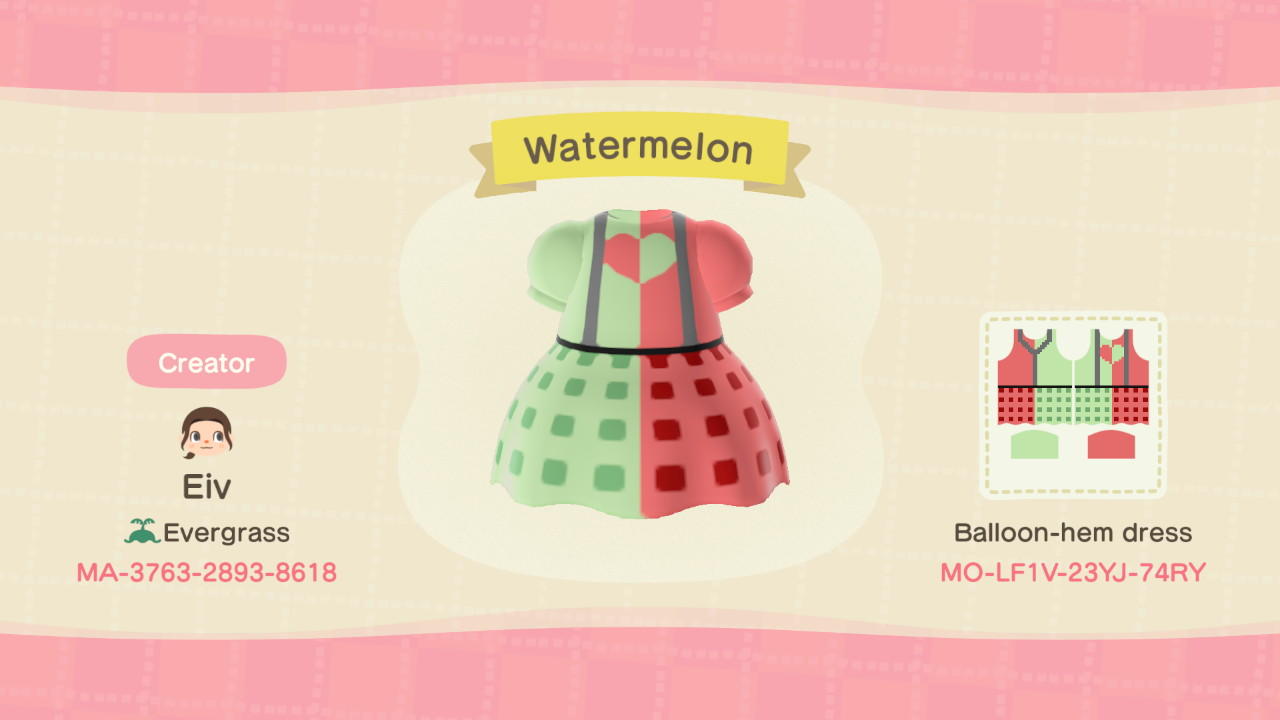 Watermelon
Creator
Eiv
Evergrass
MA-3763-2893-8618
Balloon-hem dress
MO-LF1V-23YJ-74RY